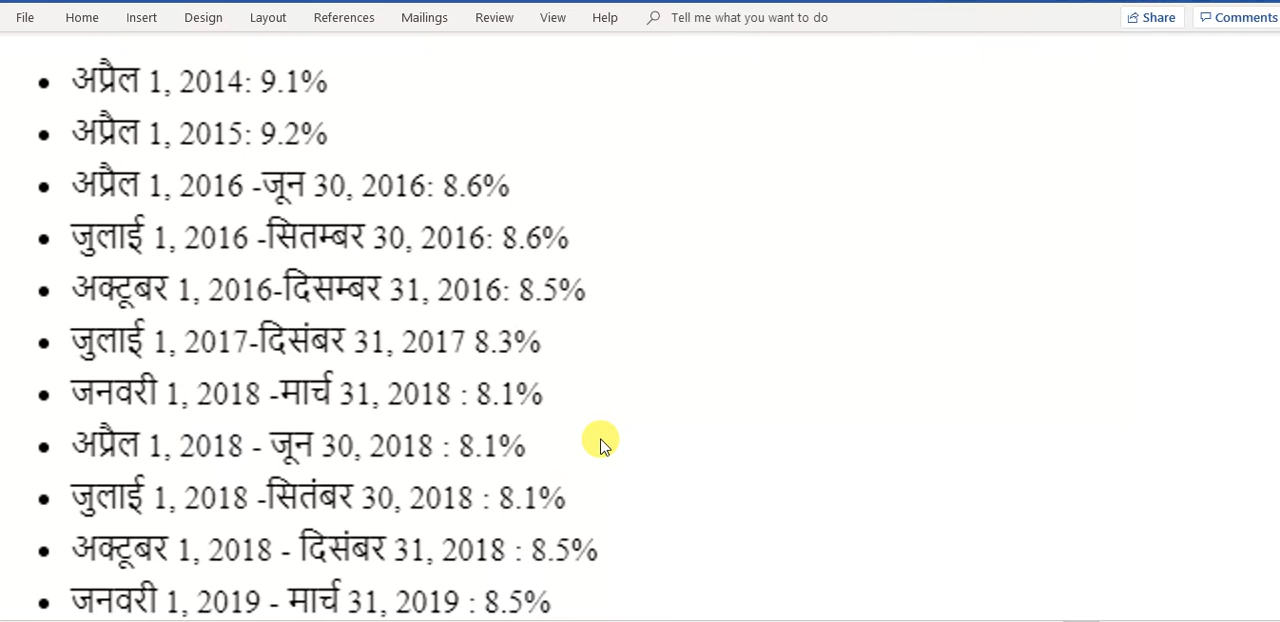 File Home Insert Design Layout References Mailings Review View Help Tell me what you want to do Share Comments
• अप्रैल 1, 2014: 9.1%
• अप्रैल 1, 2015: 9.2%
• अप्रैल 1, 2016 -जून 30, 2016: 8.6%
• जुलाई 1, 2016 -सितम्बर 30, 2016: 8.6%
• अक्टूबर 1, 2016-दिसम्बर 31, 2016: 8.5%
• जुलाई 1, 2017-दिसंबर 31, 2017 8.3%
• जनवरी 1, 2018 -मार्च 31, 2018 : 8.1%
• अप्रैल 1, 2018 - जून 30, 2018 : 8.1%
• जुलाई 1, 2018 -सितंबर 30, 2018 : 8.1%
• अक्टूबर 1, 2018 - दिसंबर 31, 2018 : 8.5%
• जनवरी 1, 2019 - मार्च 31, 2019 : 8.5%